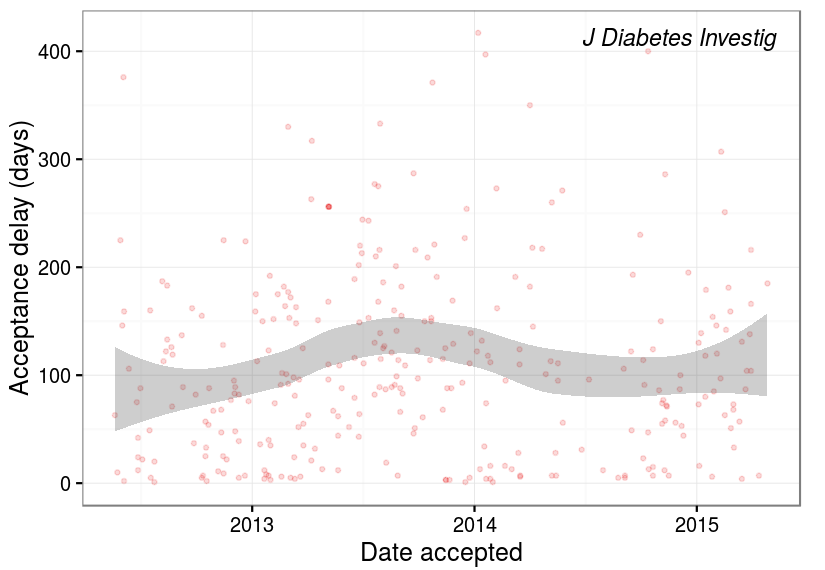 J Diabetes Investig
400
300
200
100
0
Acceptance delay (days)
2013 2014 2015
Date accepted